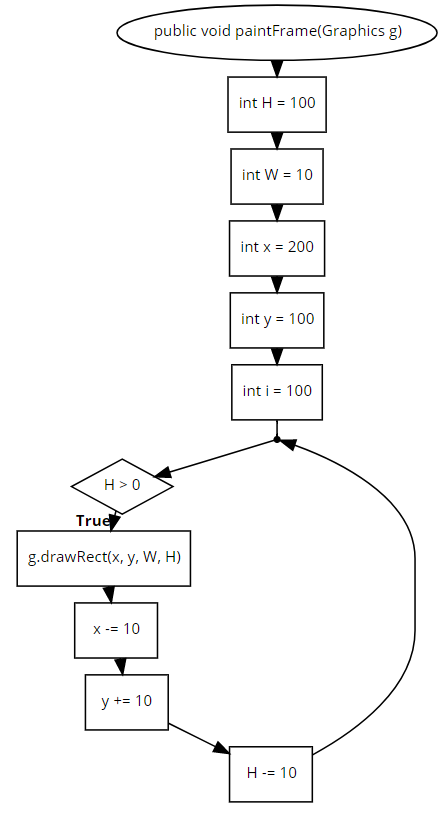 public void paintFrame(Graphics g)
int H = 100
int W = 10
int x = 200
int y = 100
int i = 100
H > 0
True
g.drawRect(x, y, W, H)
x -= 10
y += 10
H -= 10